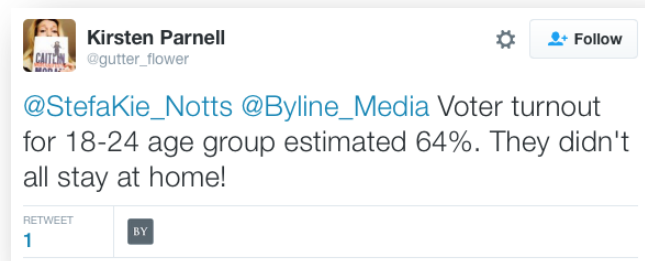 Kirsten Parnell
@gutter_flower
Follow
@StefaKie_Notts @Byline_Media Voter turnout
for 18-24 age group estimated 64%. They didn't
all stay at home!
RETWEET
1
BY